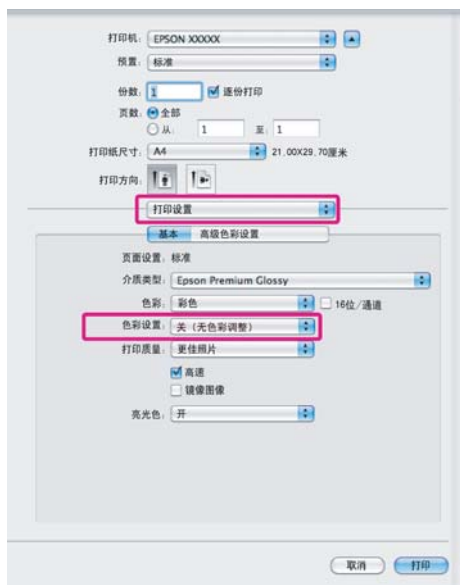 打印机: EPSON XXXXX
预置: 标准
份数: 1 逐份打印
页数: 全部
从: 1 至: 1
打印纸尺寸: A4 21.00X29.70厘米
打印方向:
打印设置
基本 高级色彩设置
页面设置: 标准
介质类型: Epson Premium Glossy
色彩: 彩色 16位/通道
色彩设置: 关（无色彩调整）
打印质量: 更佳照片
高速
镜像图像
亮光色: 开
取消 打印